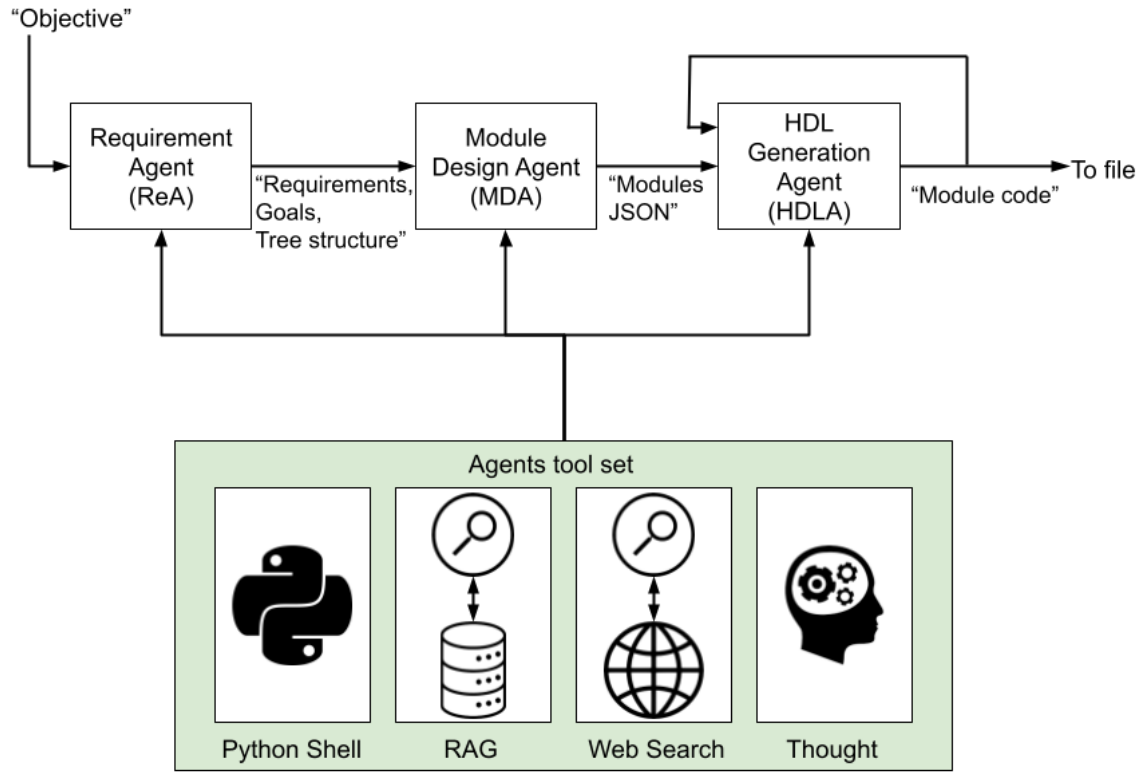 “Objective”
Requirement
Agent
(ReA)
“Requirements,
Goals,
Tree structure”
Module
Design Agent
(MDA)
“Modules
JSON”
HDL
Generation
Agent
(HDLA)
“Module code”
To file
Agents tool set
Python Shell
RAG
Web Search
Thought